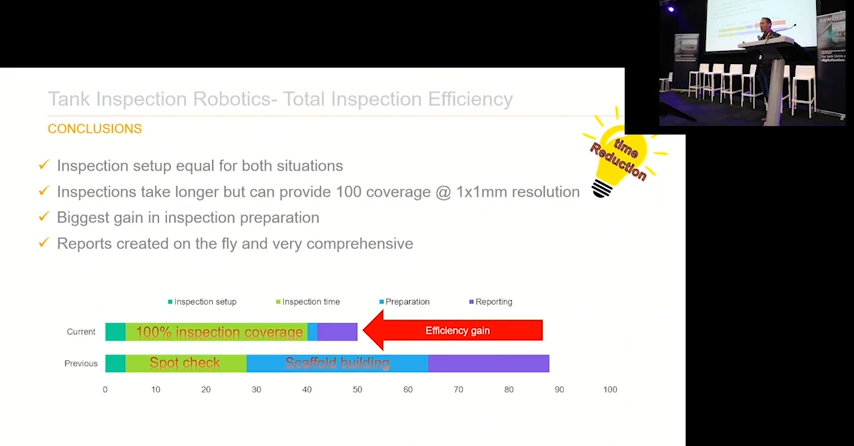 Tank Inspection Robotics- Total Inspection Efficiency
CONCLUSIONS
time
Reduction
Inspection setup equal for both situations
Inspections take longer but can provide 100 coverage @ 1x1mm resolution
Biggest gain in inspection preparation
Reports created on the fly and very comprehensive
Inspection setup Inspection time Preparation Reporting
Current 100% inspection coverage Efficiency gain
Previous Spot check Scaffold building
0 10 20 30 40 50 60 70 80 90 100